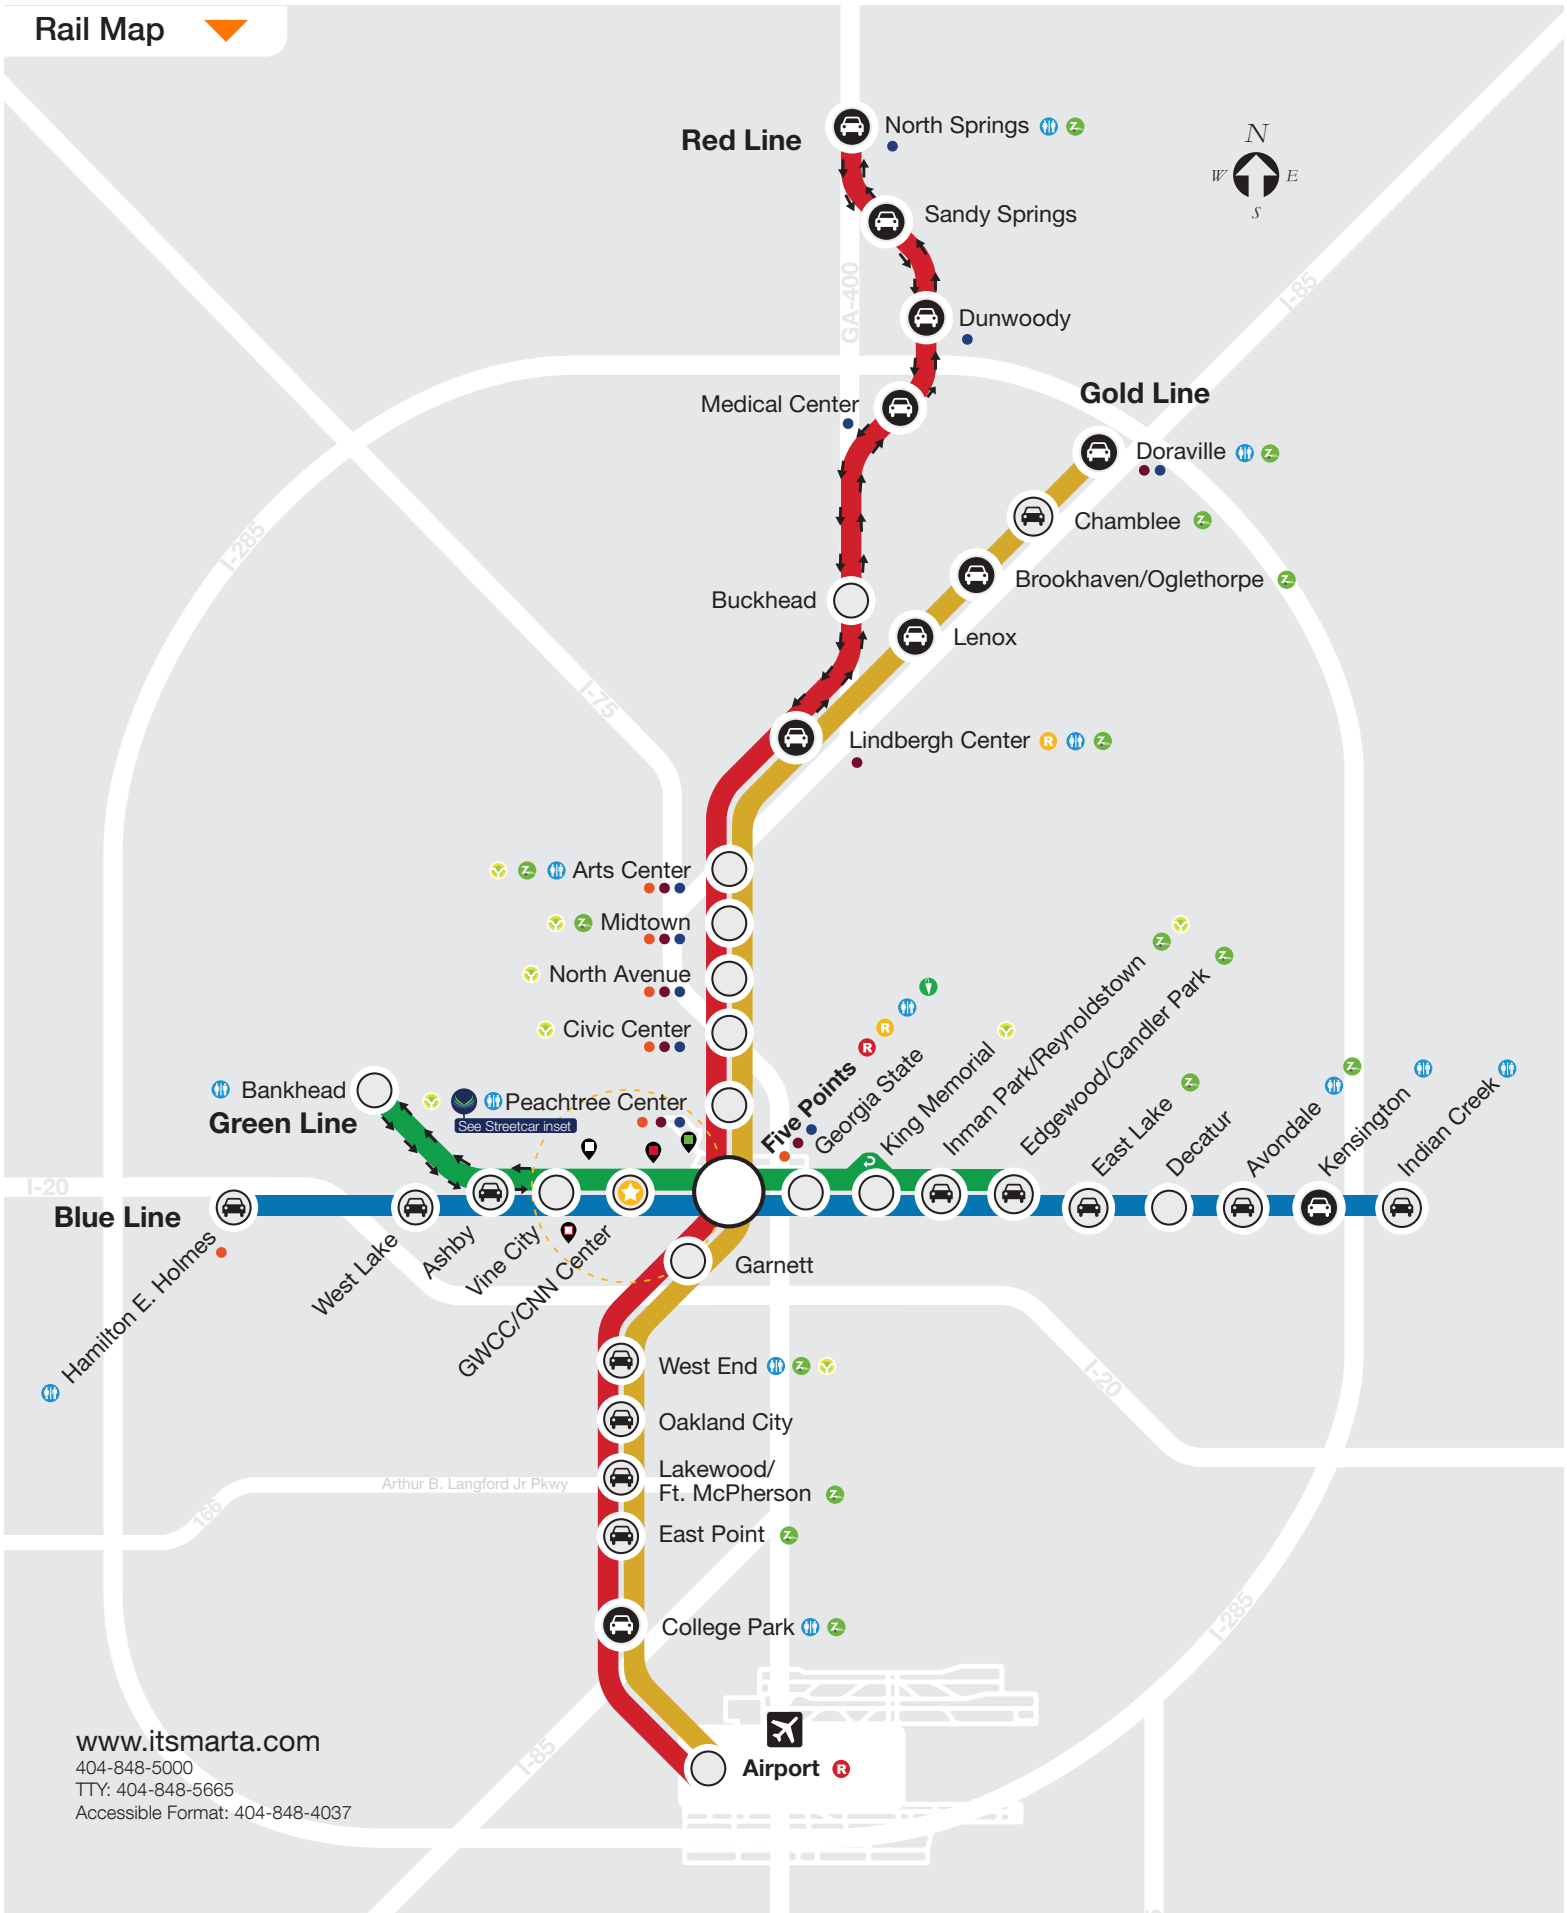 Rail Map
Red Line
North Springs
N
W
E
S
Sandy Springs
GA-400
I-85
Dunwoody
Medical Center
Gold Line
Doraville
Chamble​e
I-285
Brookhaven/Oglethorpe
Buckhead
Lenox
I-75
Lindbergh Center
R
Arts Center
Midtown
North Avenue
Civic Center
Bankhead
Green Line
Peachtree Center
See Streetcar inset
Five Points
R
R
Georgia State
King Memorial
Inman Park/Reynoldstown
Edgewood/Candler Park
East Lake
Decatur
Avondale
Kensington
Indian Creek
I-20
Blue Line
Hamilton E. Holmes
West Lake
Ashby
Vine City
GWCC/CNN Center
Garnett
West End
I-20
Oakland City
Lakewood/
Ft. McPherson
Arthur B. Langford Jr Pkwy
166
East Point
College Park
I-285
I-85
Airport
R
www.itsmarta.com
404-848-5000
TTY: 404-848-5665
Accessible Format: 404-848-4037